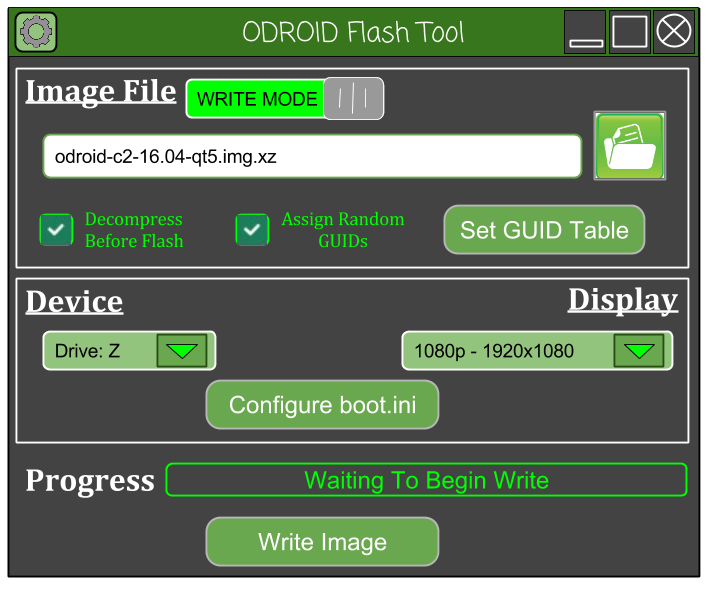 ODROID Flash Tool
Image File
WRITE MODE
odroid-c2-16.04-qt5.img.xz
Decompress
Before Flash
Assign Random
GUIDs
Set GUID Table
Device
Display
Drive: Z
1080p - 1920x1080
Configure boot.ini
Progress
Waiting To Begin Write
Write Image